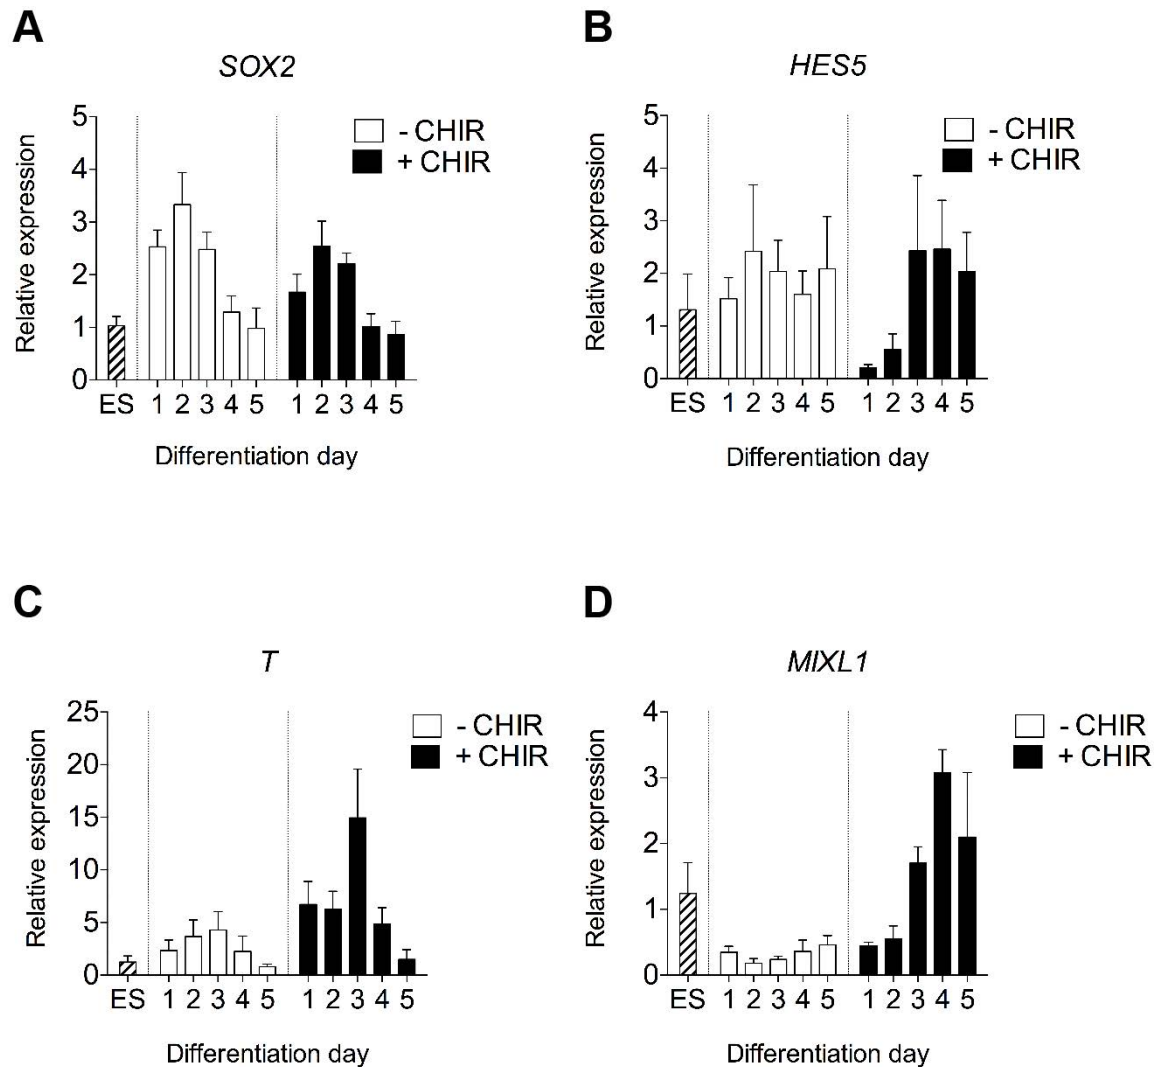 A
SOX2
Relative expression
5
4
3
2
1
0
- CHIR
+ CHIR
ES 1 2 3 4 5 1 2 3 4 5
Differentiation day
B
HES5
Relative expression
5
4
3
2
1
0
- CHIR
+ CHIR
ES 1 2 3 4 5 1 2 3 4 5
Differentiation day
C
T
Relative expression
25
20
15
10
5
0
- CHIR
+ CHIR
ES 1 2 3 4 5 1 2 3 4 5
Differentiation day
D
MIXL1
Relative expression
4
3
2
1
0
- CHIR
+ CHIR
ES 1 2 3 4 5 1 2 3 4 5
Differentiation day